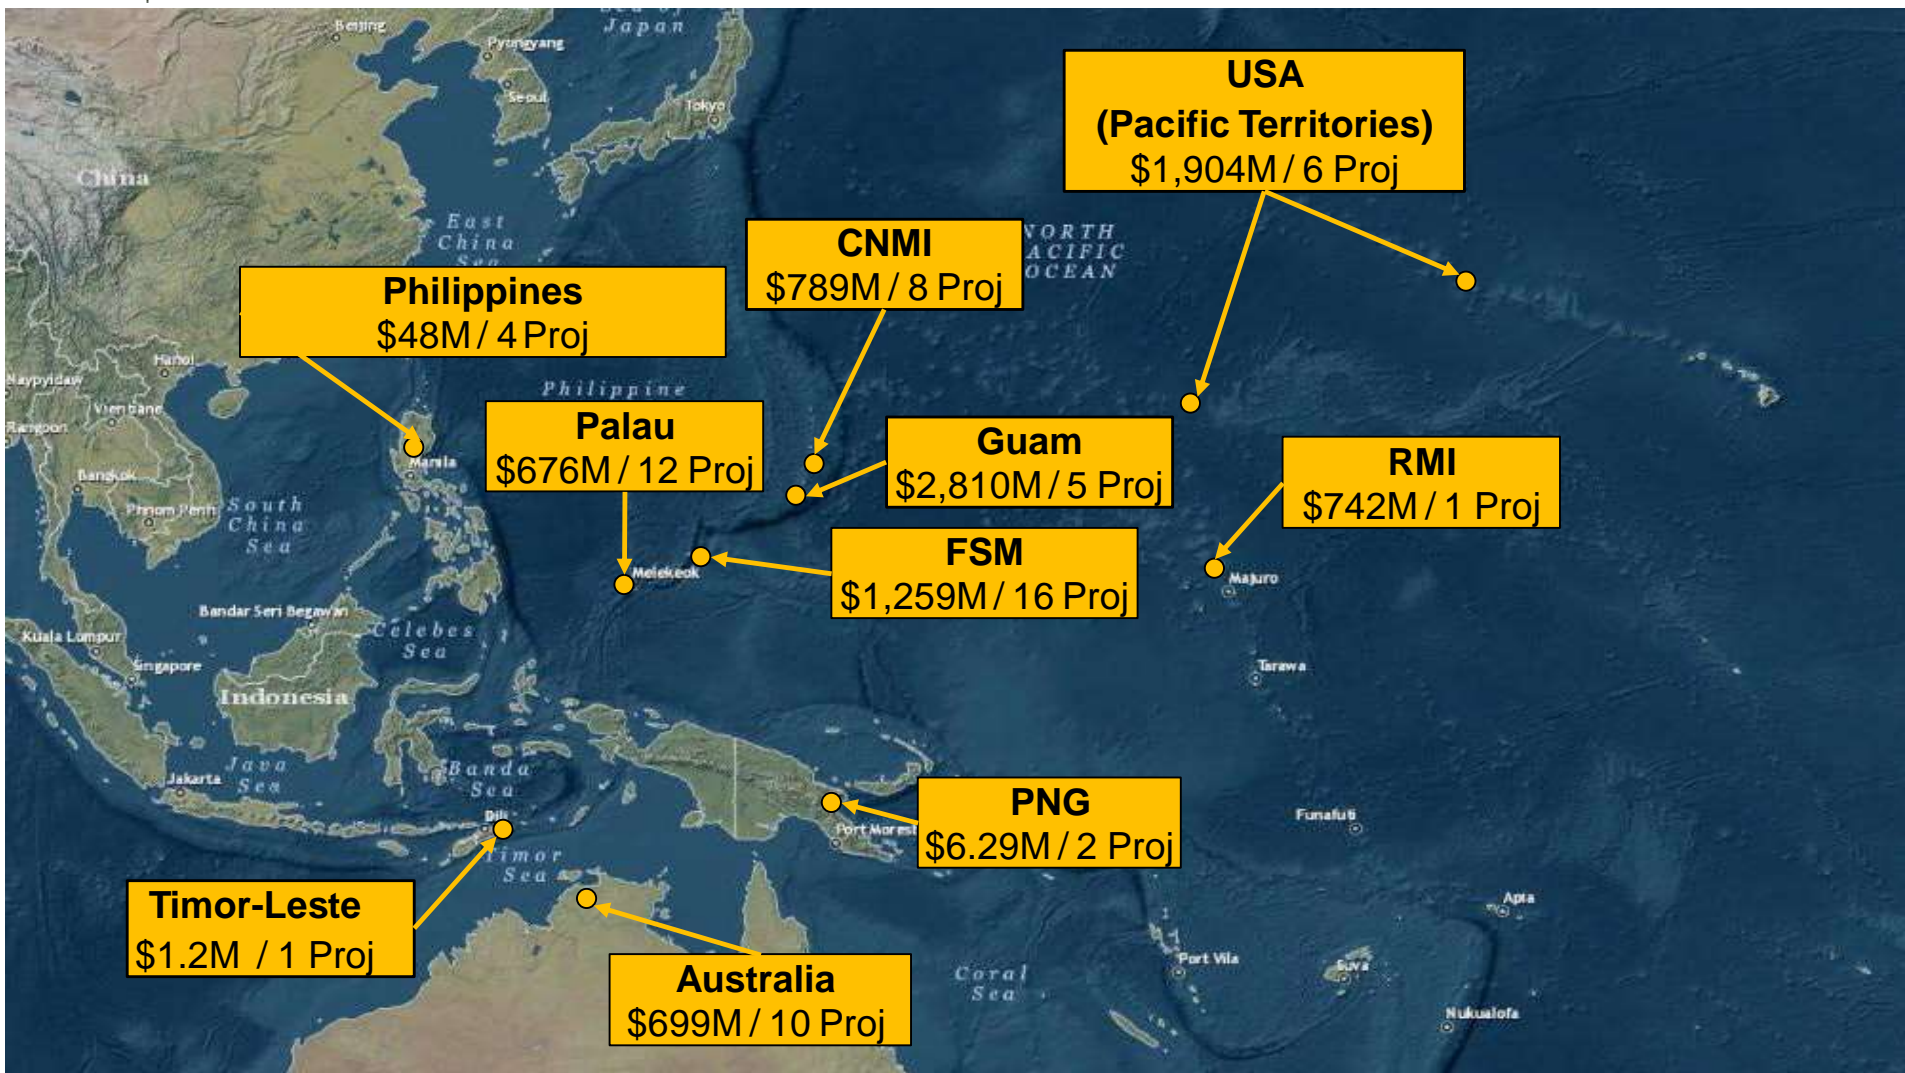 Beijing
Sea of
Japan
Pyongyang
Seoul
Tokyo
China
East
China
Sea
USA
(Pacific Territories)
$1,904M / 6 Proj
CNMI
$789M / 8 Proj
NORTH
PACIFIC
OCEAN
Philippines
$48M / 4 Proj
Hanoi
Naypyidaw
Vientiane
Rangoon
Philippine
Palau
$676M / 12 Proj
Guam
$2,810M / 5 Proj
RMI
$742M / 1 Proj
Manila
Bangkok
Phnom Penh
South
China
Sea
FSM
$1,259M / 16 Proj
Melekeok
Majuro
Bandar Seri Begawan
Kuala Lumpur
Celebes
Sea
Singapore
Tarawa
Indonesia
Java
Sea
Jakarta
Banda
Sea
PNG
$6.29M / 2 Proj
Dili
Port Moresb
Funafuti
Timor
Sea
Timor-Leste
$1.2M / 1 Proj
Apia
Australia
$699M / 10 Proj
Coral
Sea
Port Vila
Suva
Nukualofa